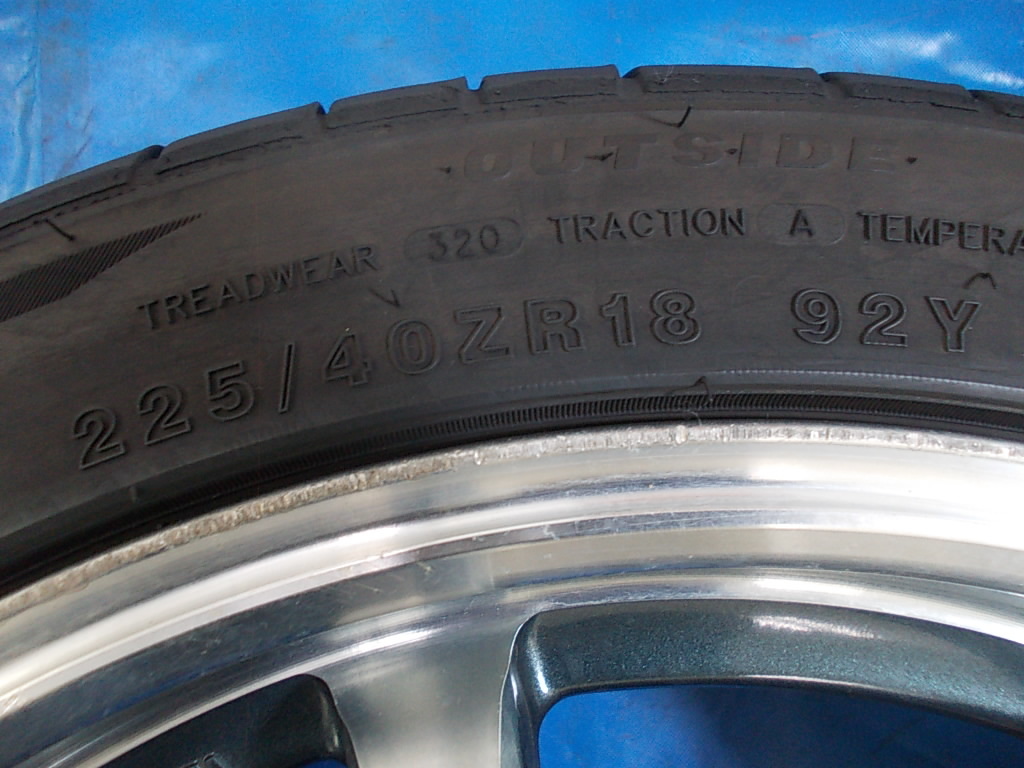 OUTSIDE
TREADWEAR 320 TRACTION A TEMPERA
225/40ZR18 92Y